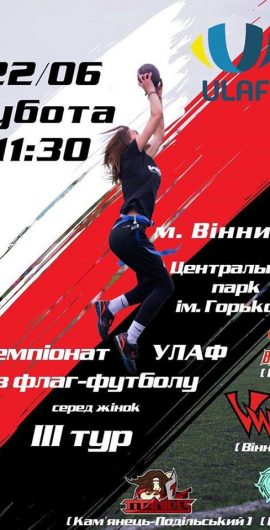 22/06
ULAF
субота
11:30
м. Вінни
Центральн
парк
ім. Горько
емпіонат УЛАФ
з флаг-футболу
серед жінок
III тур
WW
(Вінн
(Кам'янець-Подільський)